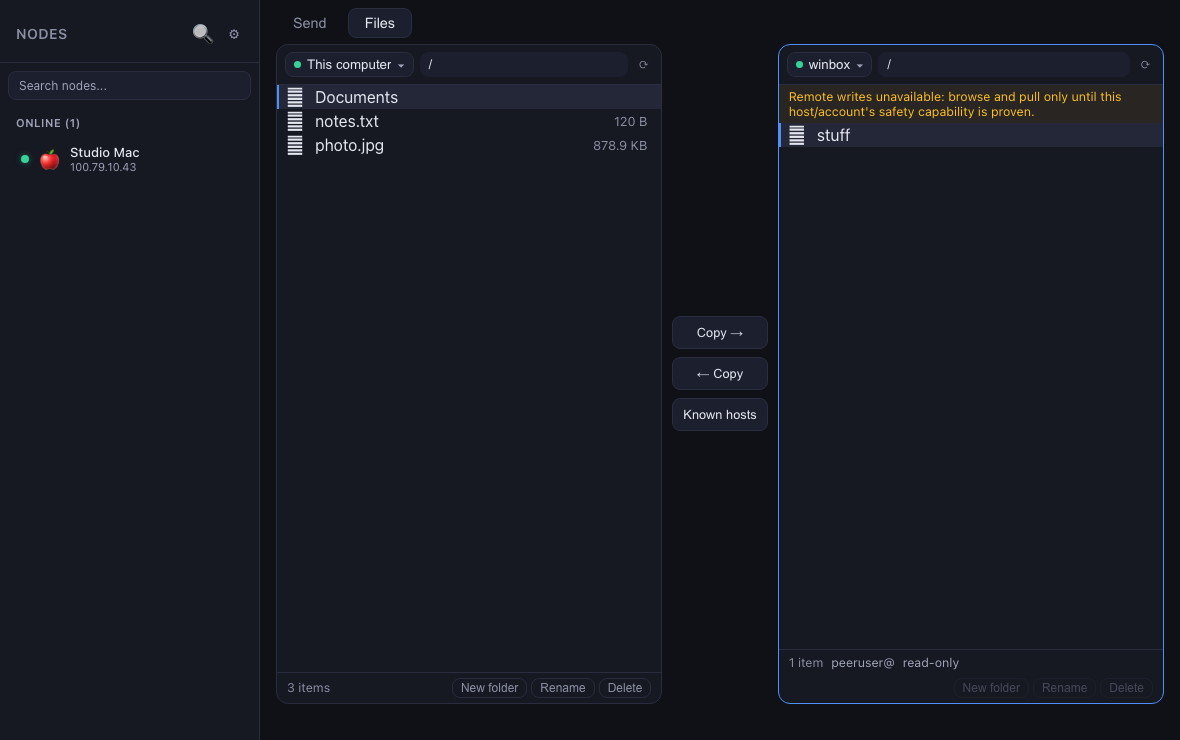 NODES
Search nodes...
ONLINE (1)
Studio Mac
100.79.10.43
Send
Files
This computer
/
Documents
notes.txt
120 B
photo.jpg
878.9 KB
3 items
New folder
Rename
Delete
Copy →
← Copy
Known hosts
winbox
/
Remote writes unavailable: browse and pull only until this
host/account's safety capability is proven.
stuff
1 item peeruser@ read-only
New folder
Rename
Delete